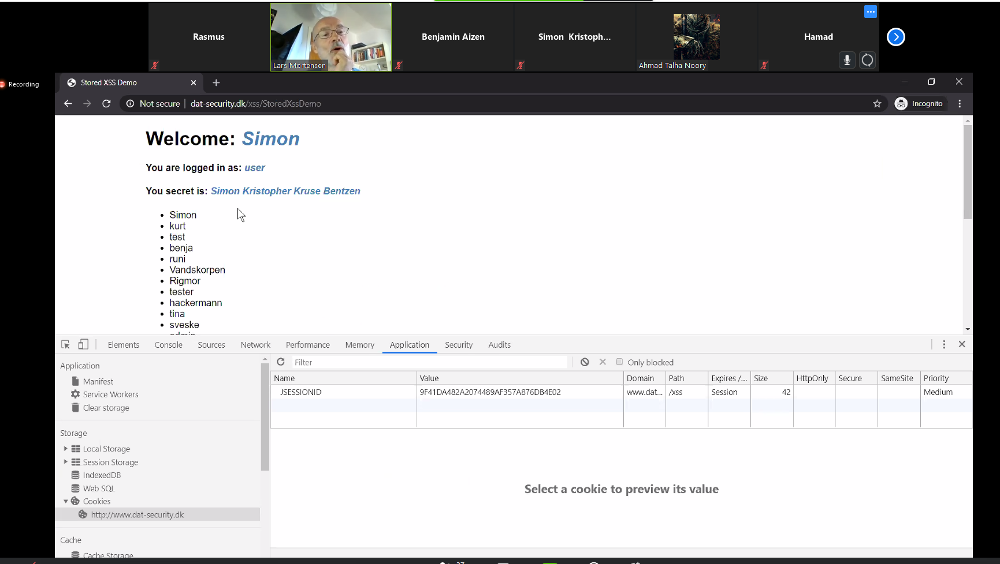 Rasmus
Lars Mortensen
Benjamin Aizen
Simon Kristoph...
Ahmad Talha Noory
Hamad
Recording
Stored XSS Demo
Not secure | dat-security.dk/xss/StoredXssDemo
Incognito
Welcome: Simon
You are logged in as: user
You secret is: Simon Kristopher Kruse Bentzen
• Simon
• kurt
• test
• benja
• runi
• Vandskorpen
• Rigmor
• tester
• hackermann
• tina
• sveske
• admin
Elements Console Sources Network Performance Memory Application Security Audits
Application
Manifest
Service Workers
Clear storage
Storage
Local Storage
Session Storage
IndexedDB
Web SQL
Cookies
http://www.dat-security.dk
Cache
Cache Storage
Filter
Only blocked
Name Value Domain Path Expires /... Size HttpOnly Secure SameSite Priority
JSESSIONID 9F41DA482A2074489AF357A876DB4E02 www.dat... /xss Session 42 Medium
Select a cookie to preview its value